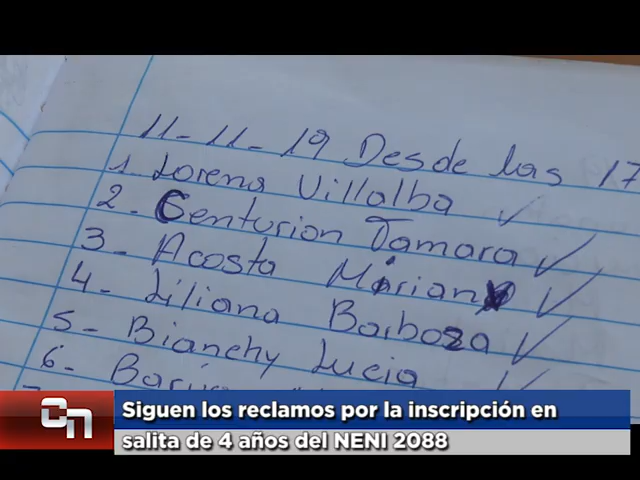 11-11-19 Desde las 17
1. Lorena Villalba ✓
2. Centurion Tamara ✓
3- Acosta ✓
4- Liliana Barboza ✓
5- Bianchy Lucia ✓
6-
CN
Siguen los reclamos por la inscripción en
salita de 4 años del NENI 2088